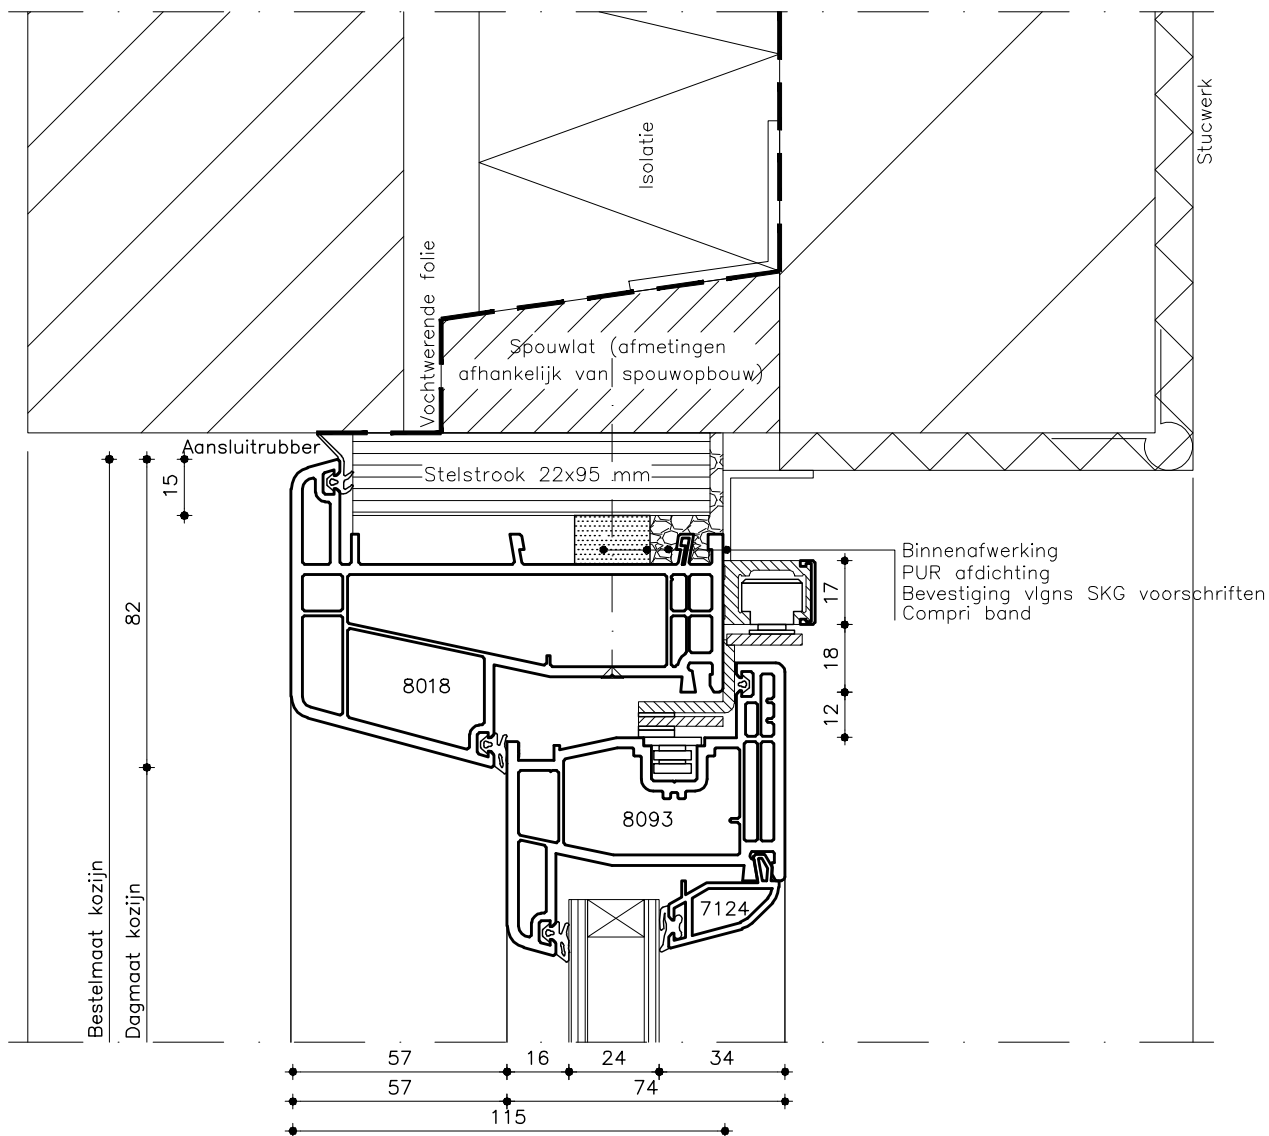 Stucwerk
Isolatie
Vochtwerende folie
Spouwlat (afmetingen
afhankelijk van spouwopbouw)
Aansluitrubber
Stelstrook 22x95 mm
15
82
Binnenafwerking
PUR afdichting
Bevestiging vlgns SKG voorschriften
Compri band
17
18
12
8018
8093
7124
Bestelmaat kozijn
Dagmaat kozijn
57
16
24
34
57
74
115